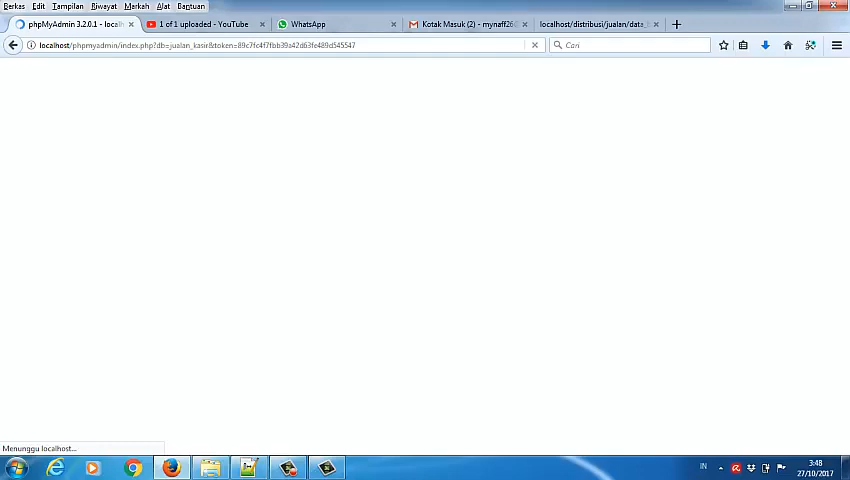 Berkas Edit Tampilan Riwayat Markah Alat Bantuan
phpMyAdmin 3.2.0.1 - localh
1 of 1 uploaded - YouTube
WhatsApp
Kotak Masuk (2) - mynaff26
localhost/distribusi/jualan/data_b
localhost/phpmyadmin/index.php?db=jualan_kasir&token=89c7fc4f7fbb39a42d63fe489d545547
Cari
Menunggu localhost...
IN
3:48
27/10/2017